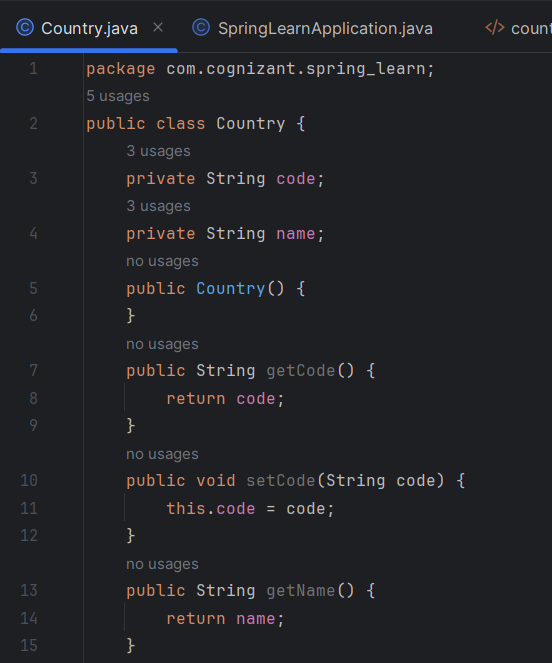 Country.java × SpringLearnApplication.java </> count
1 package com.cognizant.spring_learn;
5 usages
2 public class Country {
3 usages
3 private String code;
3 usages
4 private String name;
no usages
5 public Country() {
6 }
no usages
7 public String getCode() {
8 return code;
9 }
no usages
10 public void setCode(String code) {
11 this.code = code;
12 }
no usages
13 public String getName() {
14 return name;
15 }